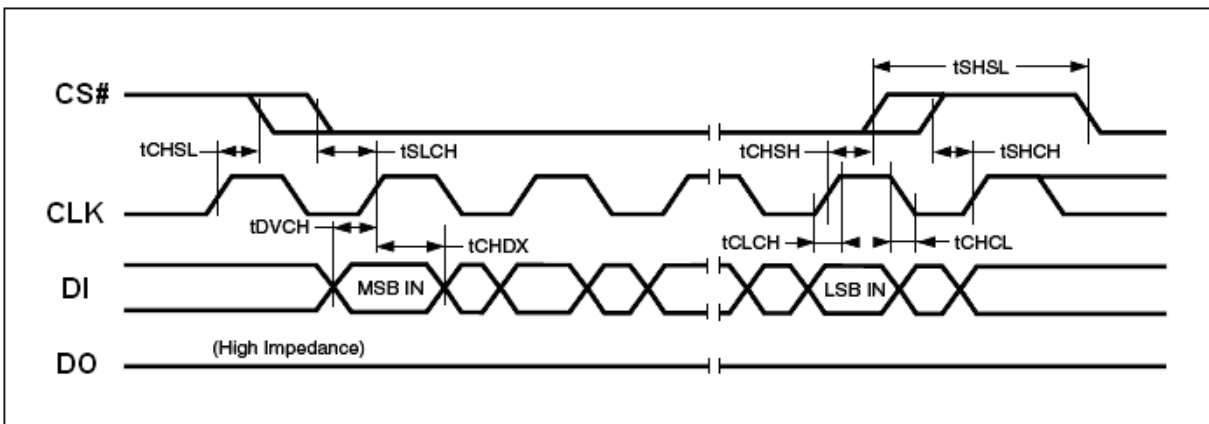 tSHSL
CS#
tCHSL
tSLCH
tCHSH
tSHCH
CLK
tDVCH
tCHDX
tCLCH
tCHCL
DI
MSB IN
LSB IN
(High Impedance)
DO